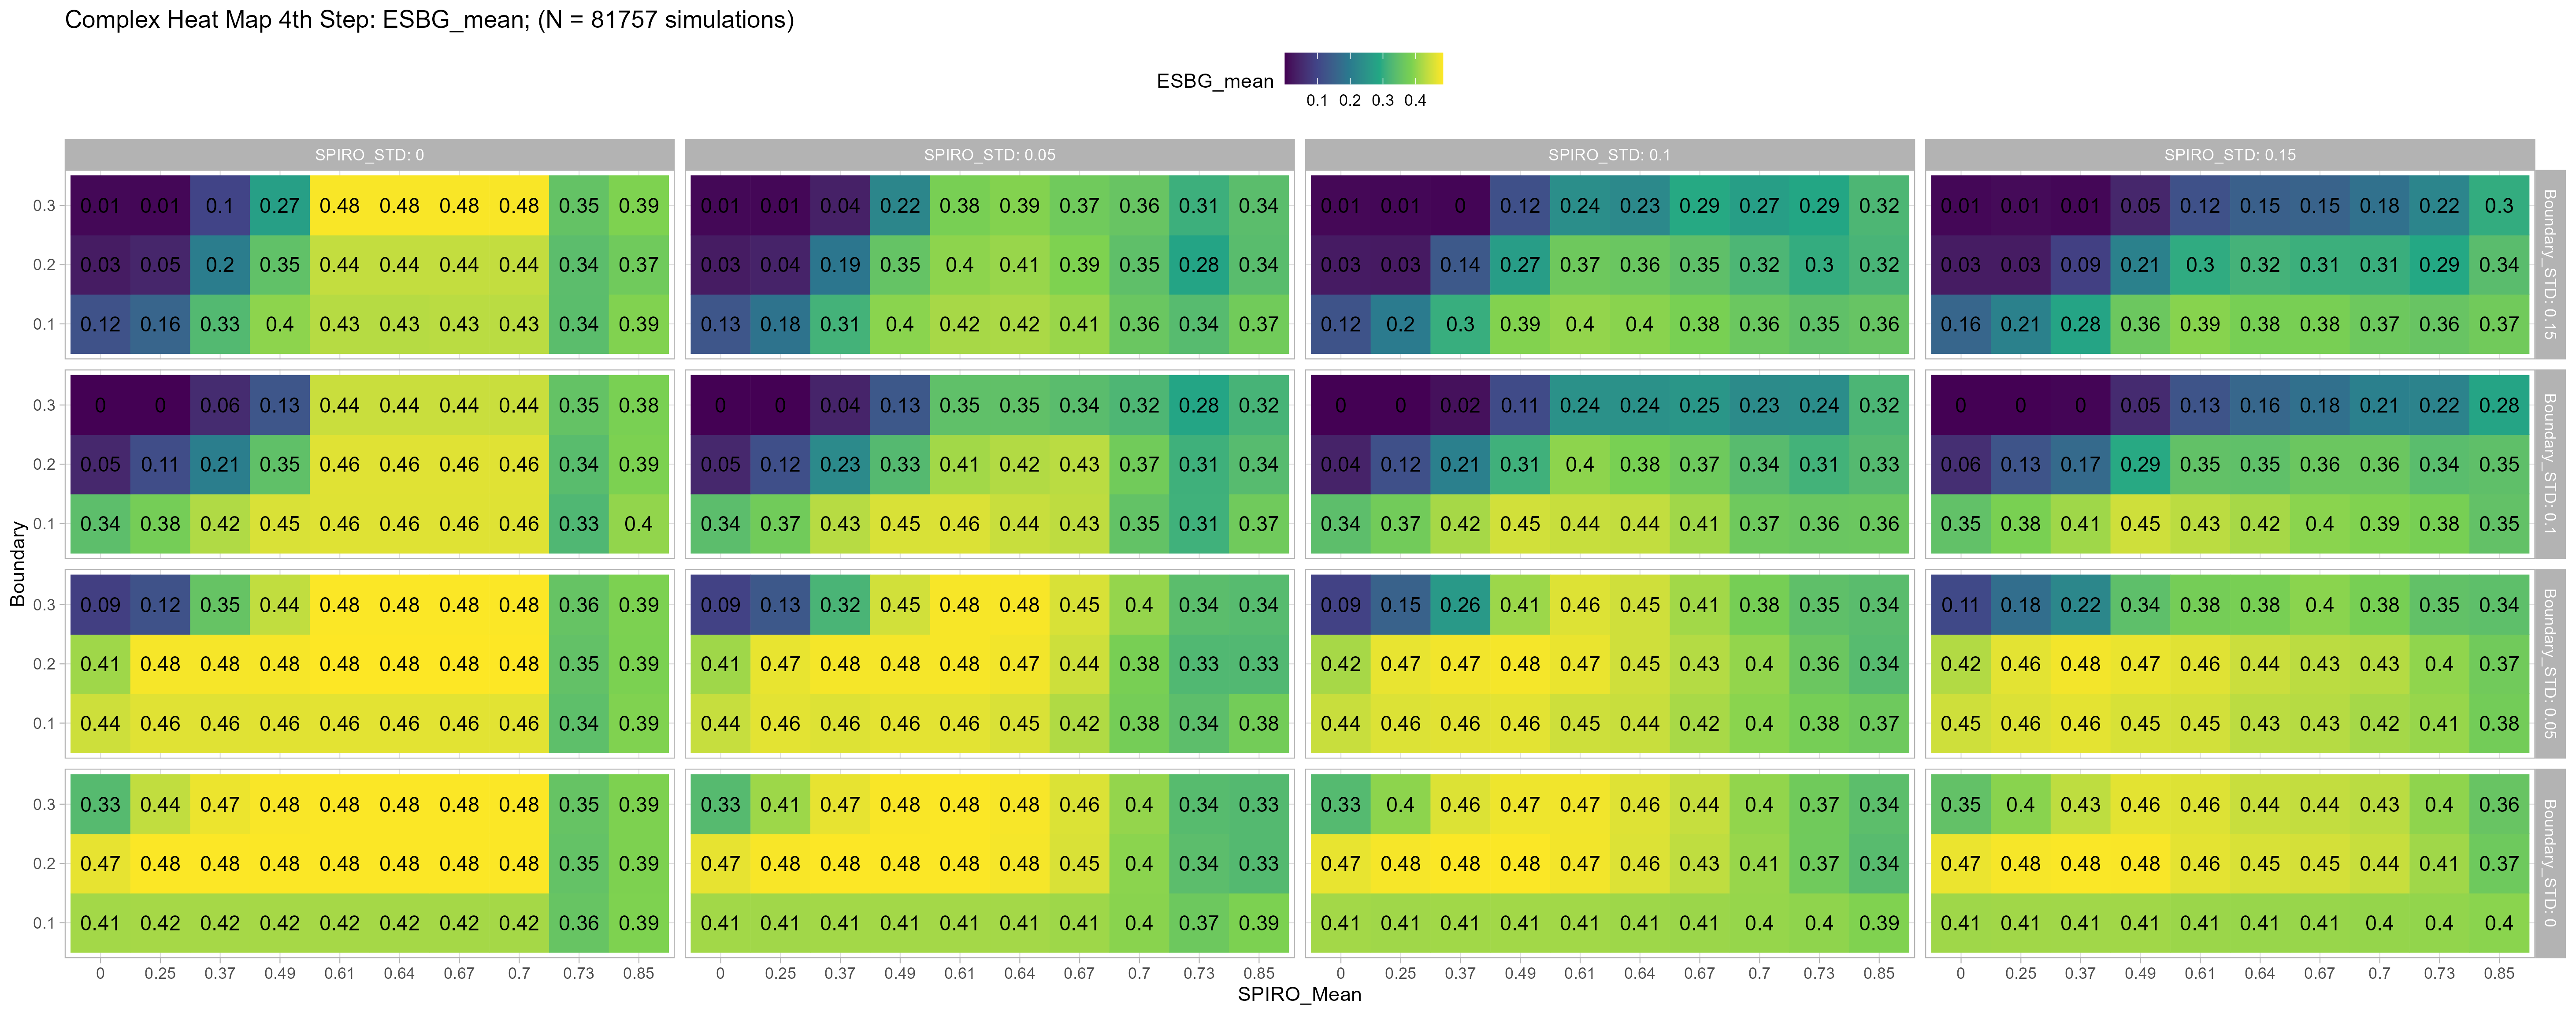 Complex Heat Map 4th Step: ESBG_mean; (N = 81757 simulations)
ESBG_mean
0.1 0.2 0.3 0.4
SPIRO_STD: 0 SPIRO_STD: 0.05 SPIRO_STD: 0.1 SPIRO_STD: 0.15
0.3 0.01 0.01 0.1 0.27 0.48 0.48 0.48 0.48 0.35 0.39 0.01 0.01 0.04 0.22 0.38 0.39 0.37 0.36 0.31 0.34 0.01 0.01 0 0.12 0.24 0.23 0.29 0.27 0.29 0.32 0.01 0.01 0.01 0.05 0.12 0.15 0.15 0.18 0.22 0.3
0.2 0.03 0.05 0.2 0.35 0.44 0.44 0.44 0.44 0.34 0.37 0.03 0.04 0.19 0.35 0.4 0.41 0.39 0.35 0.28 0.34 0.03 0.03 0.14 0.27 0.37 0.36 0.35 0.32 0.3 0.32 0.03 0.03 0.09 0.21 0.3 0.32 0.31 0.31 0.29 0.34
0.1 0.12 0.16 0.33 0.4 0.43 0.43 0.43 0.43 0.34 0.39 0.13 0.18 0.31 0.4 0.42 0.42 0.41 0.36 0.34 0.37 0.12 0.2 0.3 0.39 0.4 0.4 0.38 0.36 0.35 0.36 0.16 0.21 0.28 0.36 0.39 0.38 0.38 0.37 0.36 0.37
Boundary_STD: 0.15
0.3 0 0 0.06 0.13 0.44 0.44 0.44 0.44 0.35 0.38 0 0 0.04 0.13 0.35 0.35 0.34 0.32 0.28 0.32 0 0 0.02 0.11 0.24 0.24 0.25 0.23 0.24 0.32 0 0 0 0.05 0.13 0.16 0.18 0.21 0.22 0.28
0.2 0.05 0.11 0.21 0.35 0.46 0.46 0.46 0.46 0.34 0.39 0.05 0.12 0.23 0.33 0.41 0.42 0.43 0.37 0.31 0.34 0.04 0.12 0.21 0.31 0.4 0.38 0.37 0.34 0.31 0.33 0.06 0.13 0.17 0.29 0.35 0.35 0.36 0.36 0.34 0.35
0.1 0.34 0.38 0.42 0.45 0.46 0.46 0.46 0.46 0.33 0.4 0.34 0.37 0.43 0.45 0.46 0.44 0.43 0.35 0.31 0.37 0.34 0.37 0.42 0.45 0.44 0.44 0.41 0.37 0.36 0.36 0.35 0.38 0.41 0.45 0.43 0.42 0.4 0.39 0.38 0.35
Boundary_STD: 0.1
0.3 0.09 0.12 0.35 0.44 0.48 0.48 0.48 0.48 0.36 0.39 0.09 0.13 0.32 0.45 0.48 0.48 0.45 0.4 0.34 0.34 0.09 0.15 0.26 0.41 0.46 0.45 0.41 0.38 0.35 0.34 0.11 0.18 0.22 0.34 0.38 0.38 0.4 0.38 0.35 0.34
0.2 0.41 0.48 0.48 0.48 0.48 0.48 0.48 0.48 0.35 0.39 0.41 0.47 0.48 0.48 0.48 0.47 0.44 0.38 0.33 0.33 0.42 0.47 0.47 0.48 0.47 0.45 0.43 0.4 0.36 0.34 0.42 0.46 0.48 0.47 0.46 0.44 0.43 0.43 0.4 0.37
0.1 0.44 0.46 0.46 0.46 0.46 0.46 0.46 0.46 0.34 0.39 0.44 0.46 0.46 0.46 0.46 0.45 0.42 0.38 0.34 0.38 0.44 0.46 0.46 0.46 0.45 0.44 0.42 0.4 0.38 0.37 0.45 0.46 0.46 0.45 0.45 0.43 0.43 0.42 0.41 0.38
Boundary_STD: 0.05
0.3 0.33 0.44 0.47 0.48 0.48 0.48 0.48 0.48 0.35 0.39 0.33 0.41 0.47 0.48 0.48 0.48 0.46 0.4 0.34 0.33 0.33 0.4 0.46 0.47 0.47 0.46 0.44 0.4 0.37 0.34 0.35 0.4 0.43 0.46 0.46 0.44 0.44 0.43 0.4 0.36
0.2 0.47 0.48 0.48 0.48 0.48 0.48 0.48 0.48 0.35 0.39 0.47 0.48 0.48 0.48 0.48 0.48 0.45 0.4 0.34 0.33 0.47 0.48 0.48 0.48 0.47 0.46 0.43 0.41 0.37 0.34 0.47 0.48 0.48 0.48 0.46 0.45 0.45 0.44 0.41 0.37
0.1 0.41 0.42 0.42 0.42 0.42 0.42 0.42 0.42 0.36 0.39 0.41 0.41 0.41 0.41 0.41 0.41 0.41 0.4 0.37 0.39 0.41 0.41 0.41 0.41 0.41 0.41 0.41 0.4 0.4 0.39 0.41 0.41 0.41 0.41 0.41 0.41 0.41 0.4 0.4 0.4
Boundary_STD: 0
0 0.25 0.37 0.49 0.61 0.64 0.67 0.7 0.73 0.85 0 0.25 0.37 0.49 0.61 0.64 0.67 0.7 0.73 0.85 0 0.25 0.37 0.49 0.61 0.64 0.67 0.7 0.73 0.85 0 0.25 0.37 0.49 0.61 0.64 0.67 0.7 0.73 0.85
SPIRO_Mean
Boundary